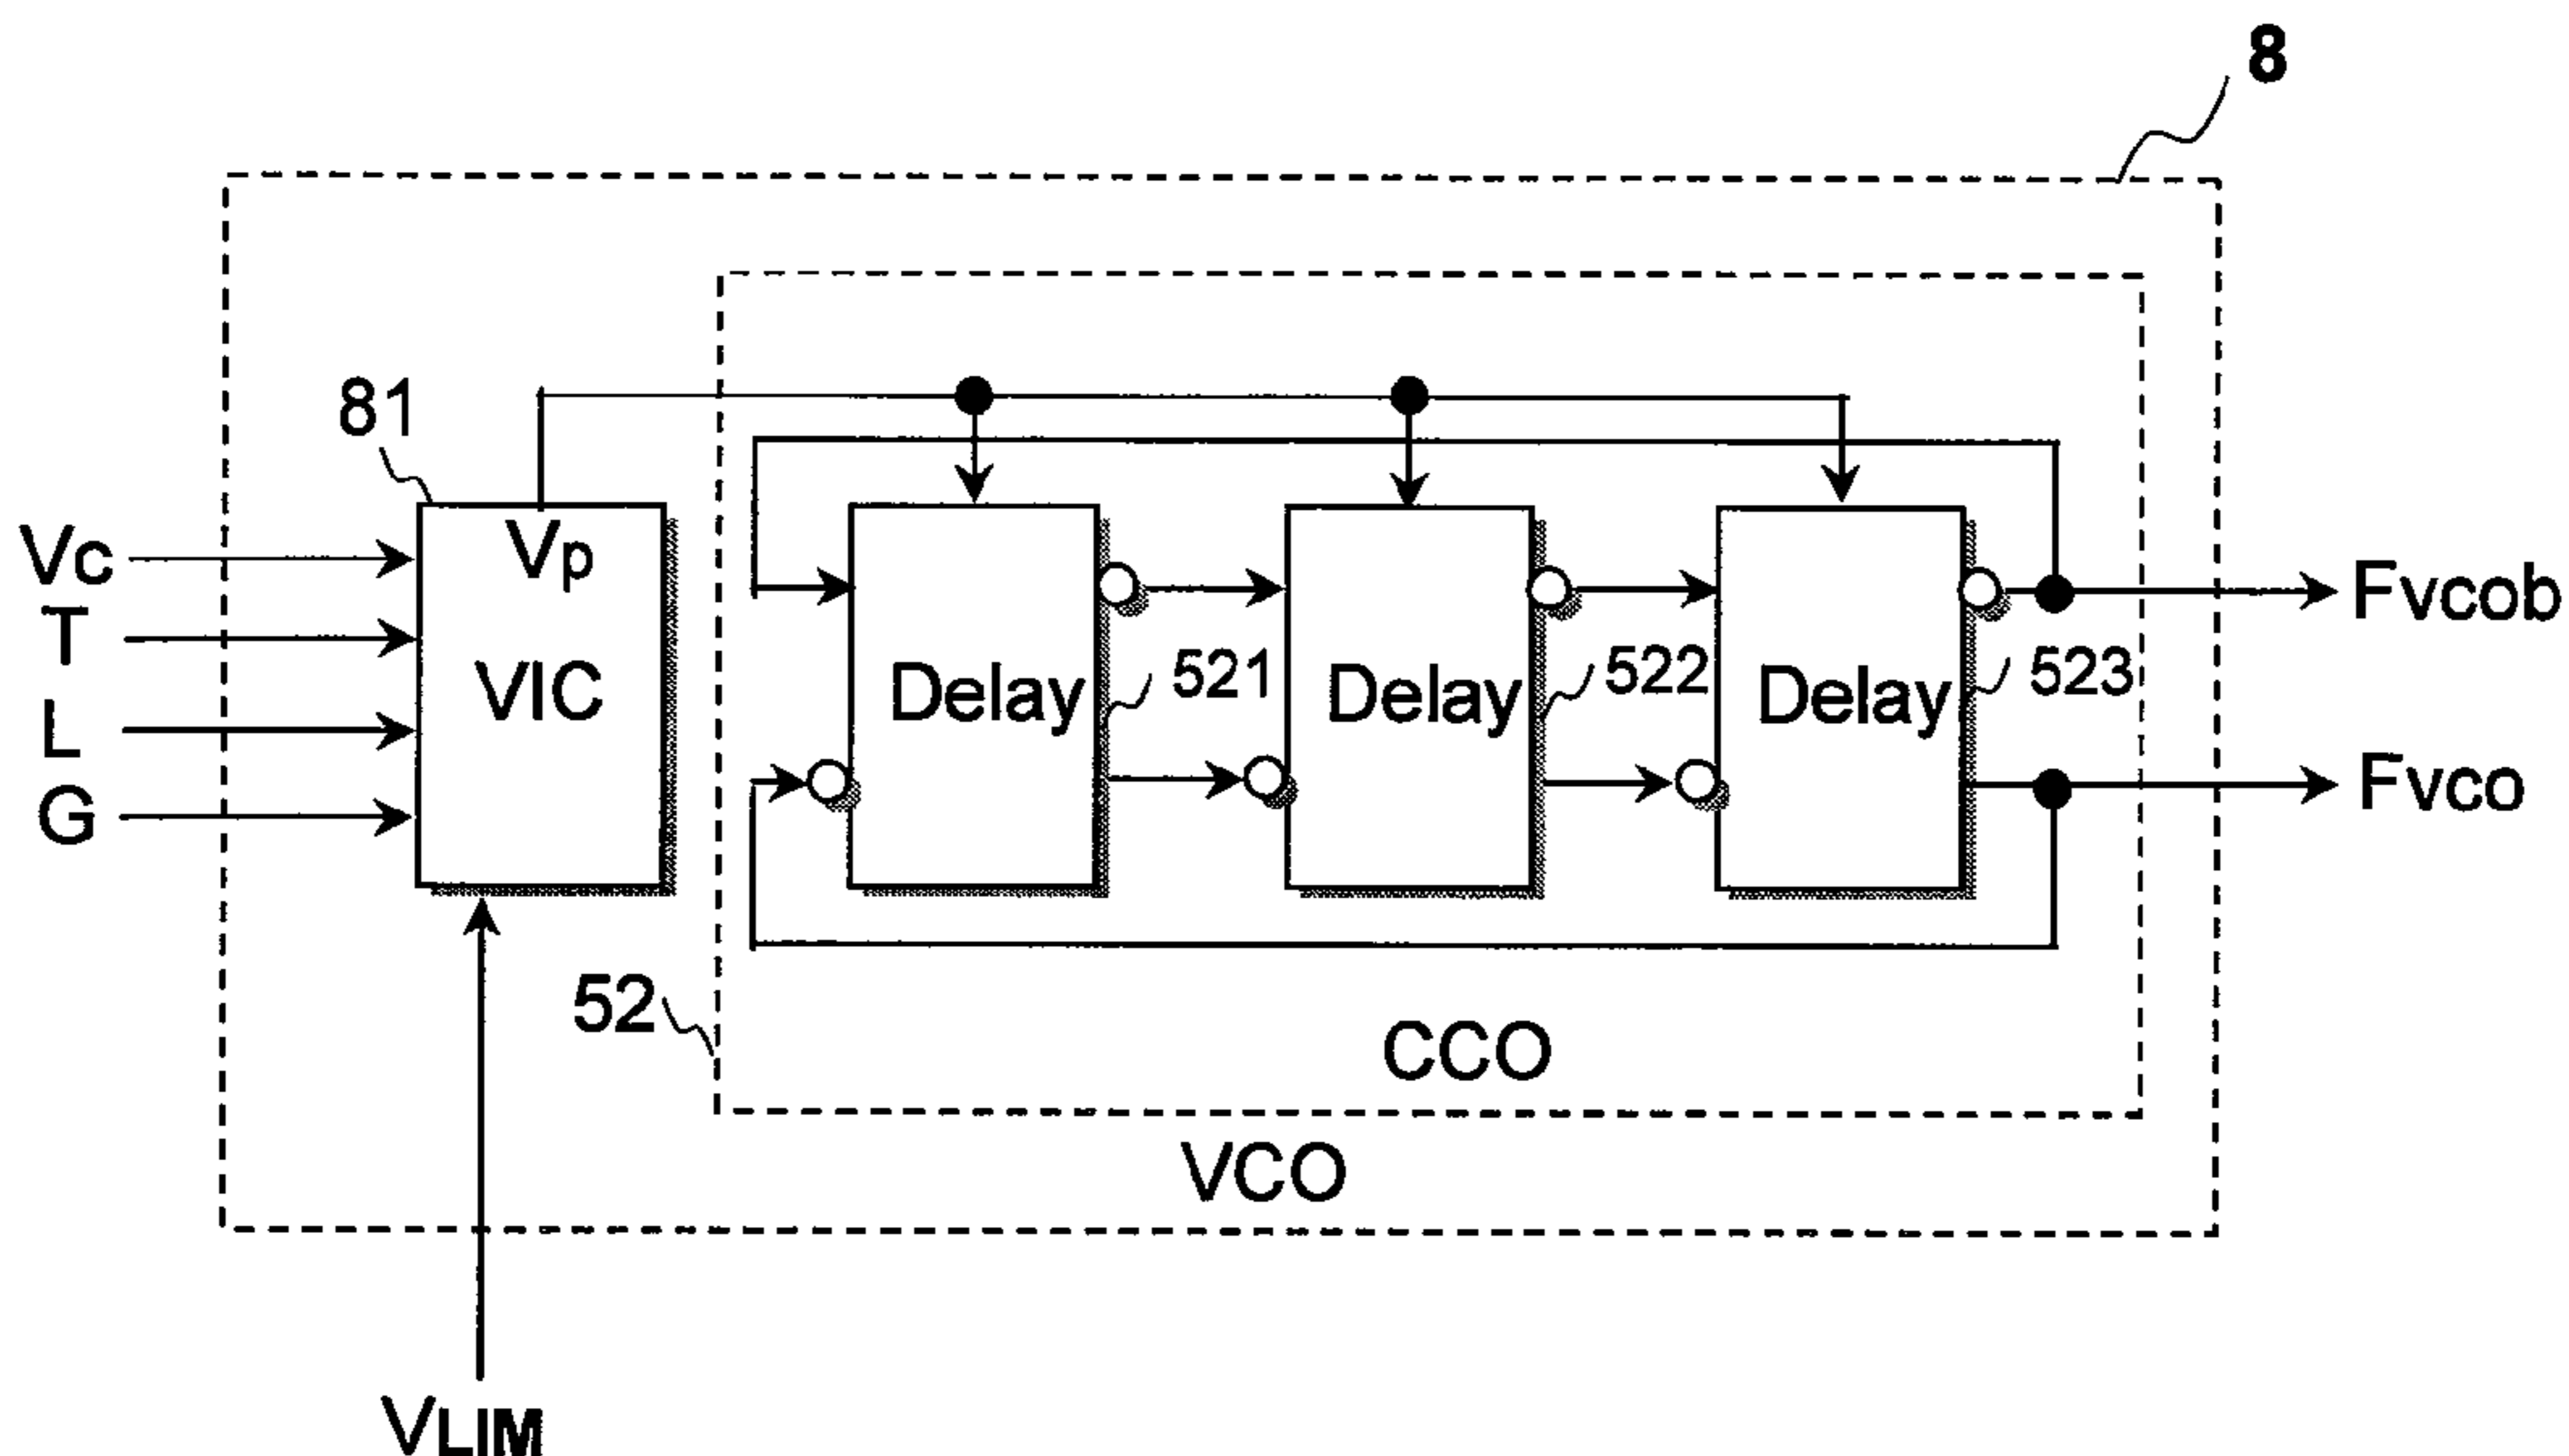 8
81
Vc
T
L
G
Vp
VIC
Delay
521
Delay
522
Delay
523
Fvcob
Fvco
52
CCO
VCO
VLIM